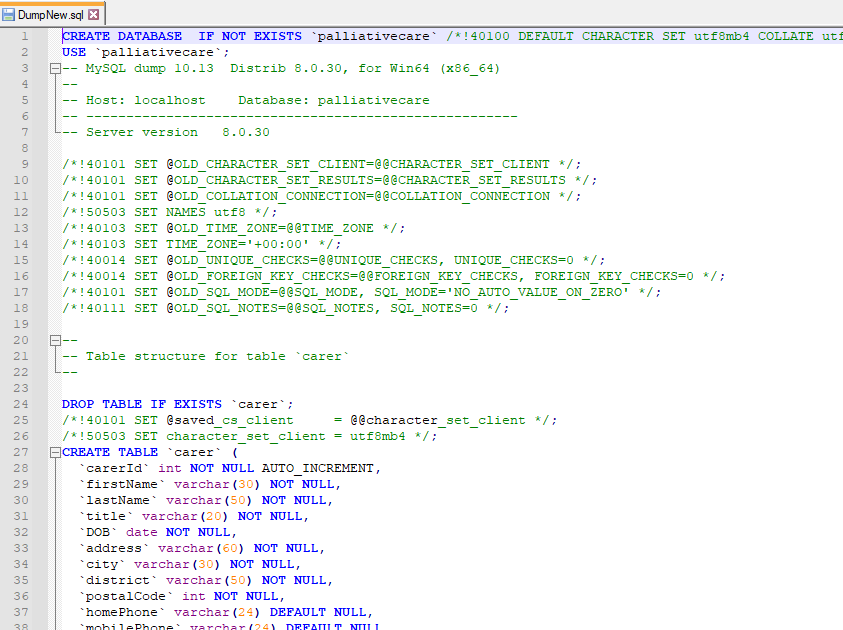 DumpNew.sql
1 CREATE DATABASE  IF NOT EXISTS `palliativecare` /*!40100 DEFAULT CHARACTER SET utf8mb4 COLLATE utf
2 USE `palliativecare`;
3 -- MySQL dump 10.13  Distrib 8.0.30, for Win64 (x86_64)
4 --
5 -- Host: localhost    Database: palliativecare
6 -- ------------------------------------------------------
7 -- Server version   8.0.30
8
9 /*!40101 SET @OLD_CHARACTER_SET_CLIENT=@@CHARACTER_SET_CLIENT */;
10 /*!40101 SET @OLD_CHARACTER_SET_RESULTS=@@CHARACTER_SET_RESULTS */;
11 /*!40101 SET @OLD_COLLATION_CONNECTION=@@COLLATION_CONNECTION */;
12 /*!50503 SET NAMES utf8 */;
13 /*!40103 SET @OLD_TIME_ZONE=@@TIME_ZONE */;
14 /*!40103 SET TIME_ZONE='+00:00' */;
15 /*!40014 SET @OLD_UNIQUE_CHECKS=@@UNIQUE_CHECKS, UNIQUE_CHECKS=0 */;
16 /*!40014 SET @OLD_FOREIGN_KEY_CHECKS=@@FOREIGN_KEY_CHECKS, FOREIGN_KEY_CHECKS=0 */;
17 /*!40101 SET @OLD_SQL_MODE=@@SQL_MODE, SQL_MODE='NO_AUTO_VALUE_ON_ZERO' */;
18 /*!40111 SET @OLD_SQL_NOTES=@@SQL_NOTES, SQL_NOTES=0 */;
19
20 --
21 -- Table structure for table `carer`
22 --
23
24 DROP TABLE IF EXISTS `carer`;
25 /*!40101 SET @saved_cs_client     = @@character_set_client */;
26 /*!50503 SET character_set_client = utf8mb4 */;
27 CREATE TABLE `carer` (
28   `carerId` int NOT NULL AUTO_INCREMENT,
29   `firstName` varchar(30) NOT NULL,
30   `lastName` varchar(50) NOT NULL,
31   `title` varchar(20) NOT NULL,
32   `DOB` date NOT NULL,
33   `address` varchar(60) NOT NULL,
34   `city` varchar(30) NOT NULL,
35   `district` varchar(50) NOT NULL,
36   `postalCode` int NOT NULL,
37   `homePhone` varchar(24) DEFAULT NULL,
38   `mobilePhone` varchar(24) DEFAULT NULL,